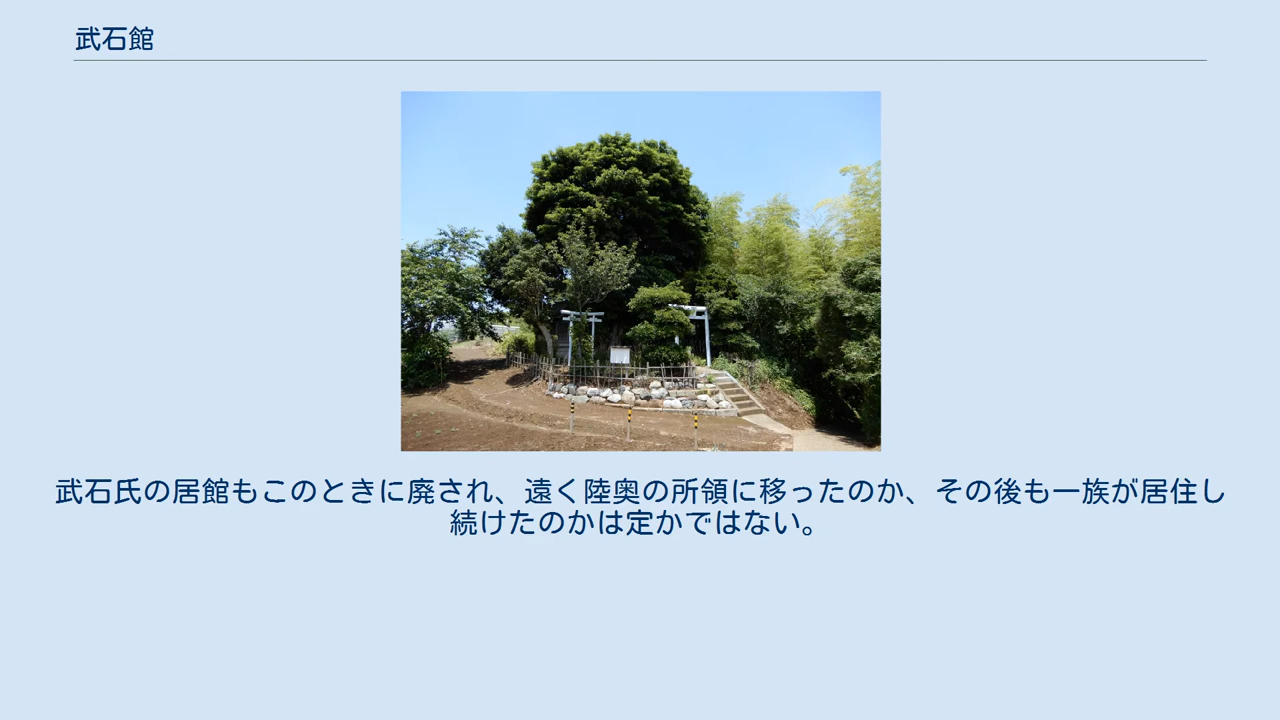 武石館
武石氏の居館もこのときに廃され、遠く陸奥の所領に移ったのか、その後も一族が居住し
続けたのかは定かではない。